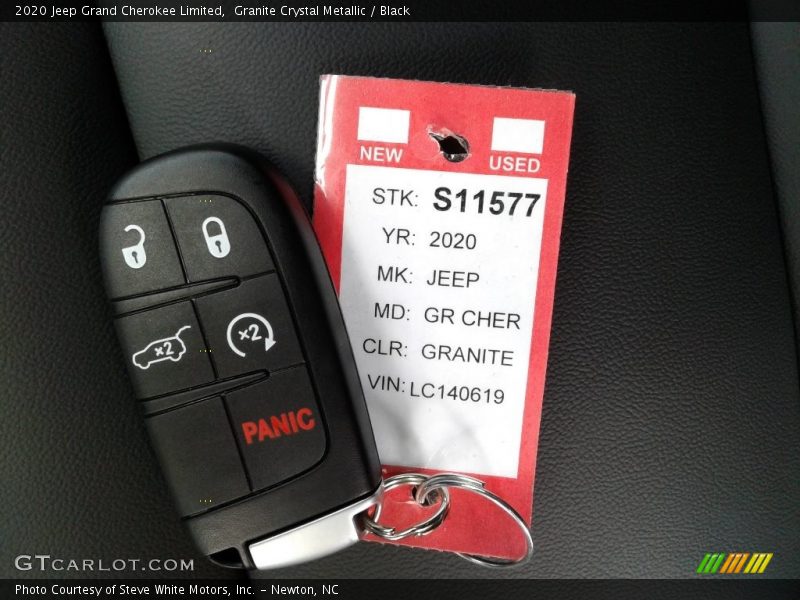 2020 Jeep Grand Cherokee Limited, Granite Crystal Metallic / Black
NEW USED
STK: S11577
YR: 2020
MK: JEEP
MD: GR CHER
CLR: GRANITE
VIN: LC140619
x2 x2
PANIC
GTCARLOT.COM
Photo Courtesy of Steve White Motors, Inc. – Newton, NC